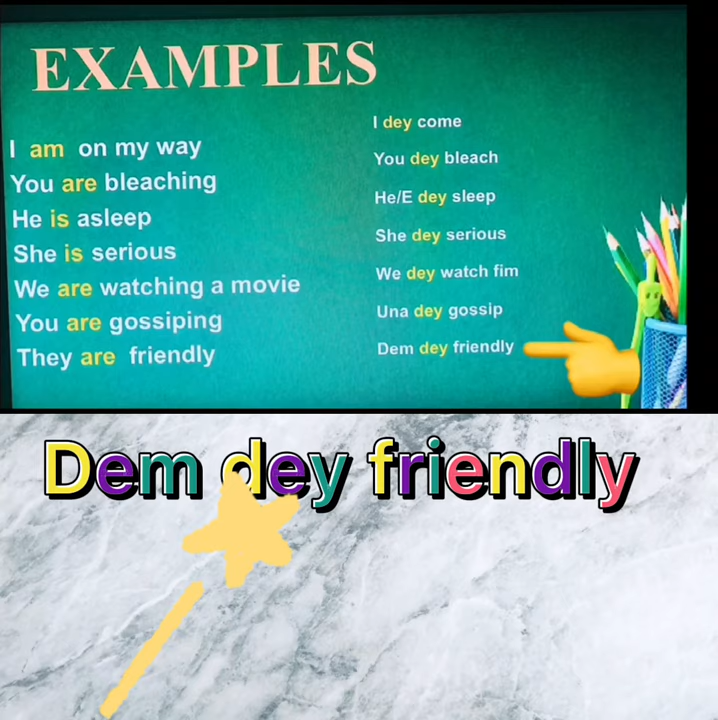 EXAMPLES
I am on my way
You are bleaching
He is asleep
She is serious
We are watching a movie
You are gossiping
They are friendly
I dey come
You dey bleach
He/E dey sleep
She dey serious
We dey watch fim
Una dey gossip
Dem dey friendly
Dem dey friendly